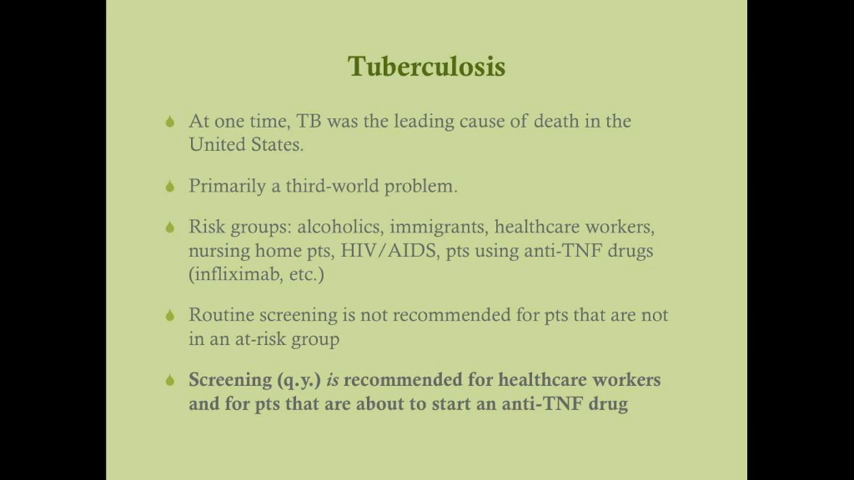 Tuberculosis
At one time, TB was the leading cause of death in the
United States.
Primarily a third-world problem.
Risk groups: alcoholics, immigrants, healthcare workers,
nursing home pts, HIV/AIDS, pts using anti-TNF drugs
(infliximab, etc.)
Routine screening is not recommended for pts that are not
in an at-risk group
Screening (q.y.) is recommended for healthcare workers
and for pts that are about to start an anti-TNF drug